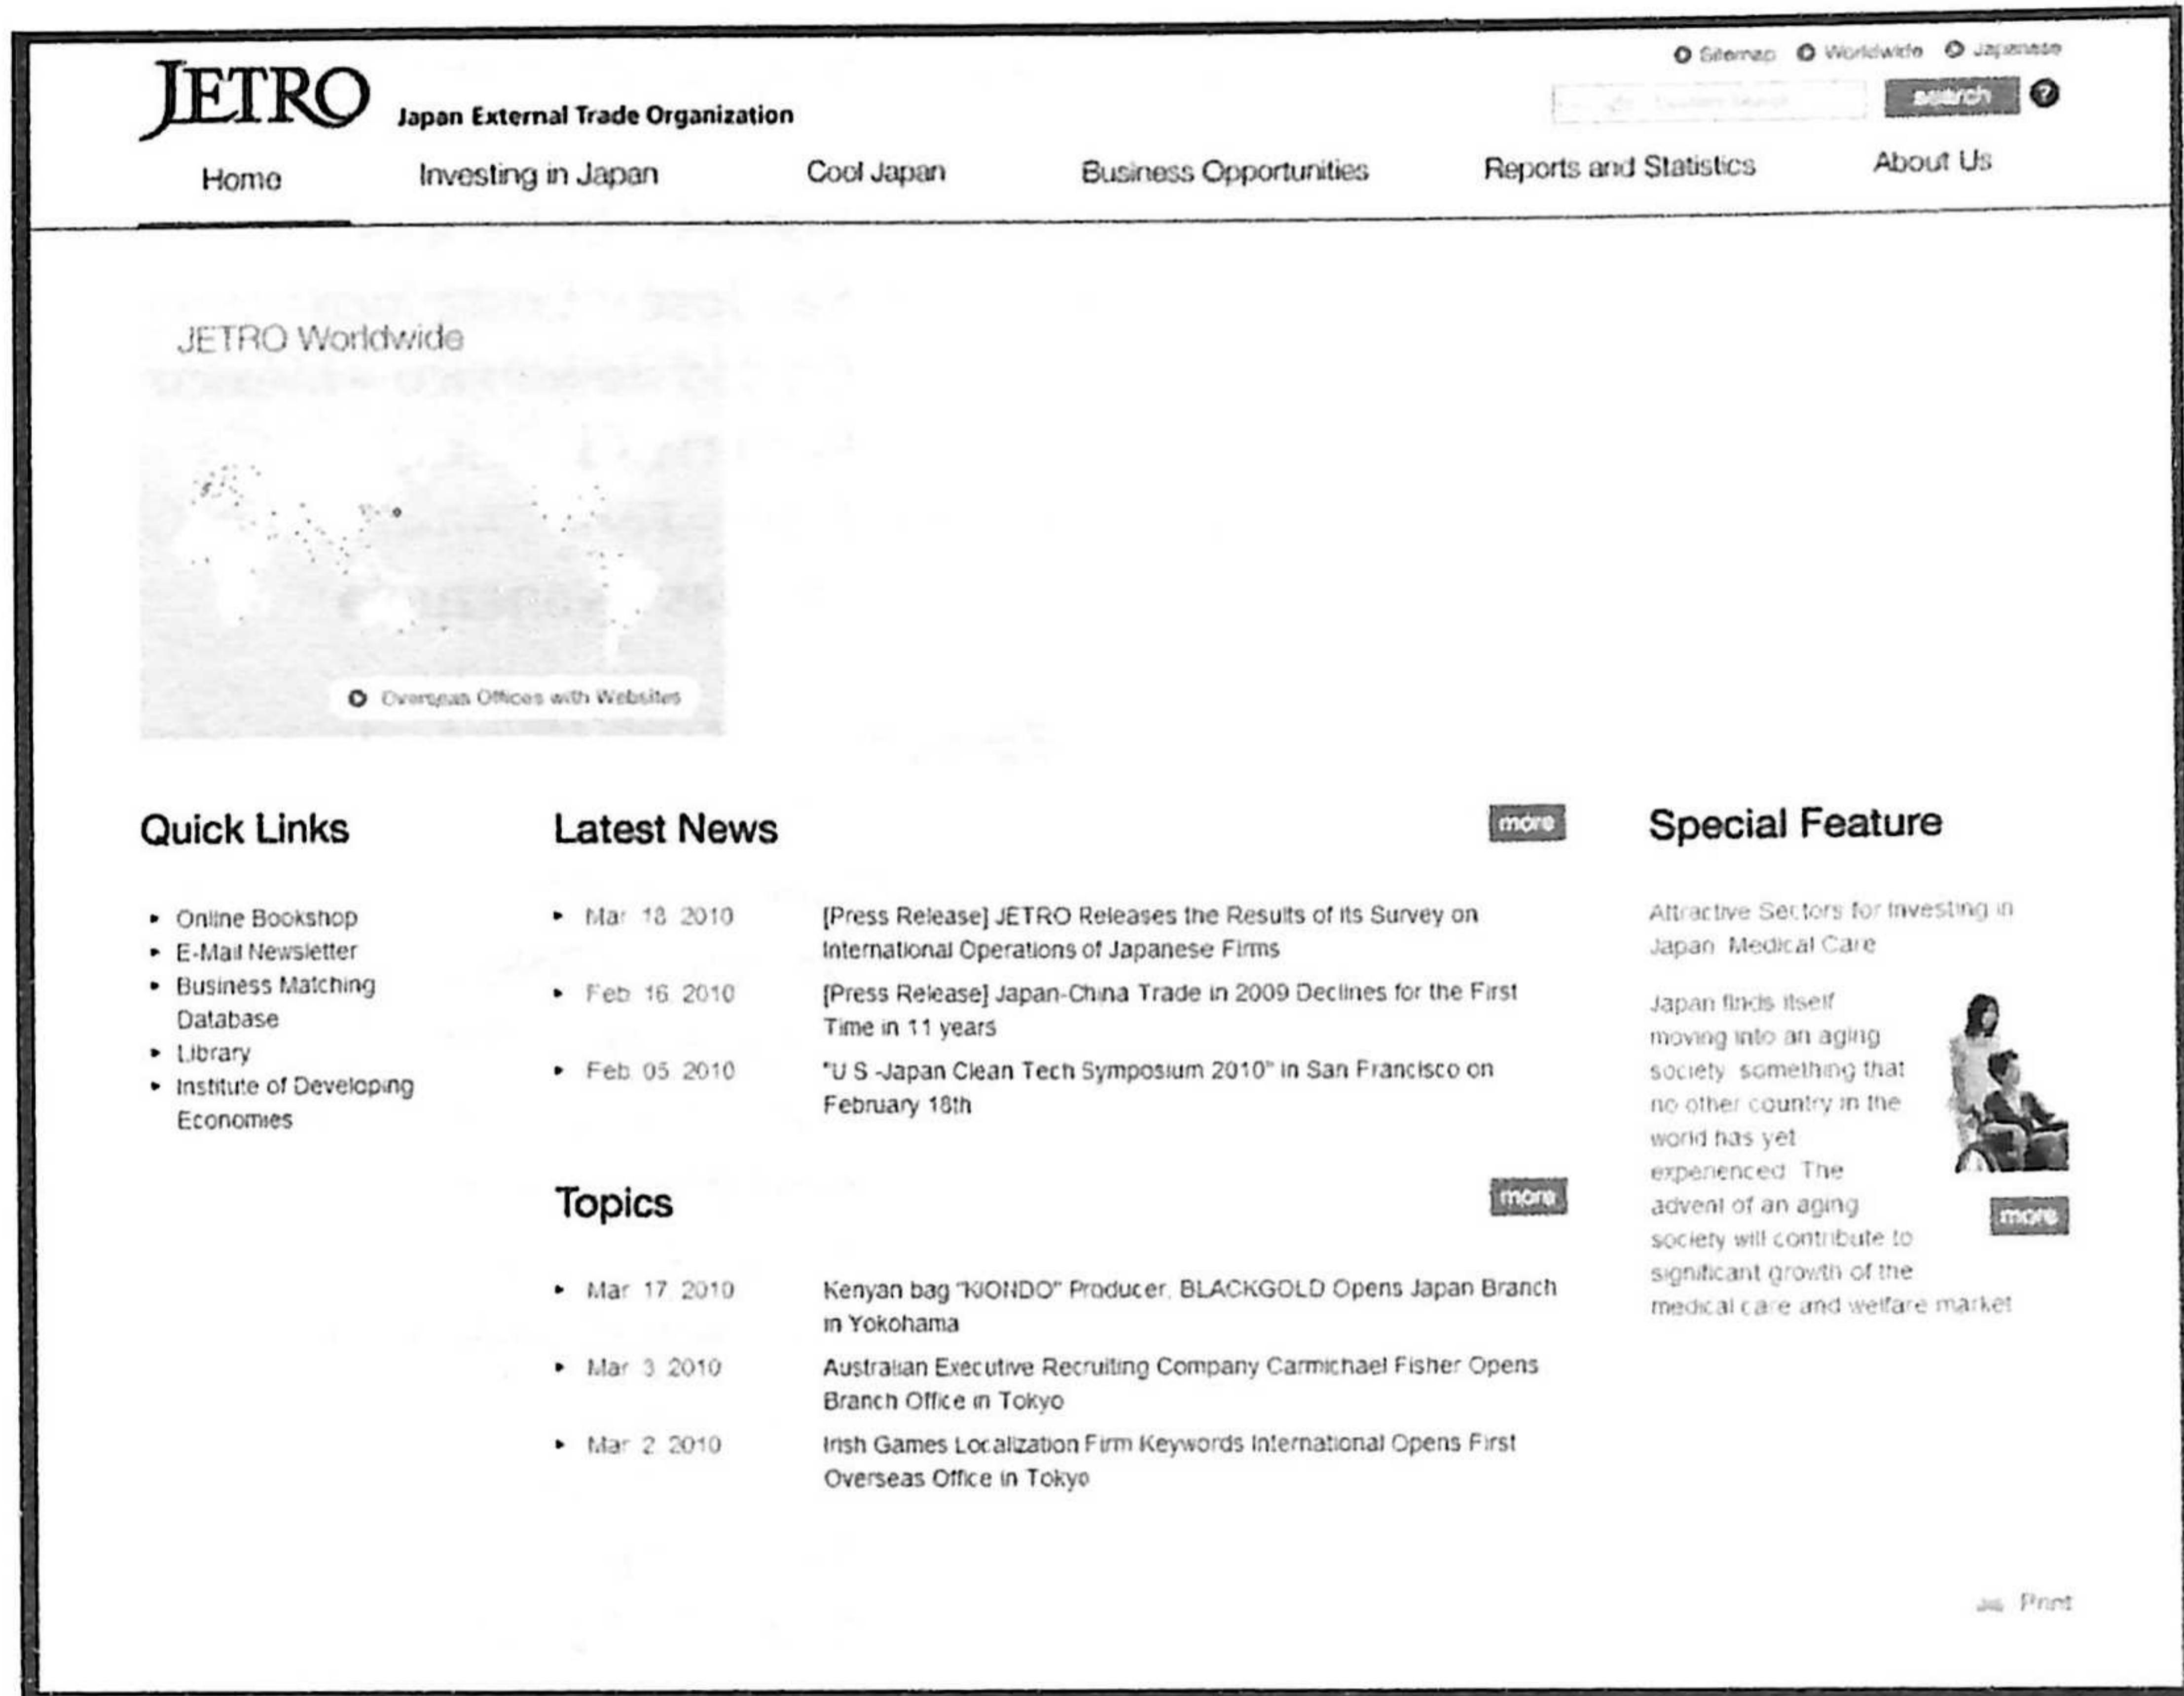 Sitemap Worldwide Japanese
JETRO Japan External Trade Organization
search ?
Home Investing in Japan Cool Japan Business Opportunities Reports and Statistics About Us
JETRO Worldwide
Overseas Offices with Websites
Quick Links
Online Bookshop
E-Mail Newsletter
Business Matching
Database
Library
Institute of Developing
Economies
Latest News
more
Mar 18 2010 [Press Release] JETRO Releases the Results of its Survey on
International Operations of Japanese Firms
Feb 16 2010 [Press Release] Japan-China Trade in 2009 Declines for the First
Time in 11 years
Feb 05 2010 "U S -Japan Clean Tech Symposium 2010" in San Francisco on
February 18th
Topics
more
Mar 17 2010 Kenyan bag "KIONDO" Producer, BLACKGOLD Opens Japan Branch
in Yokohama
Mar 3 2010 Australian Executive Recruiting Company Carmichael Fisher Opens
Branch Office in Tokyo
Mar 2 2010 Irish Games Localization Firm Keywords International Opens First
Overseas Office in Tokyo
Special Feature
Attractive Sectors for Investing in
Japan Medical Care
Japan finds itself
moving into an aging
society something that
no other country in the
world has yet
experienced The
advent of an aging
society will contribute to
significant growth of the
medical care and welfare market
more
Print